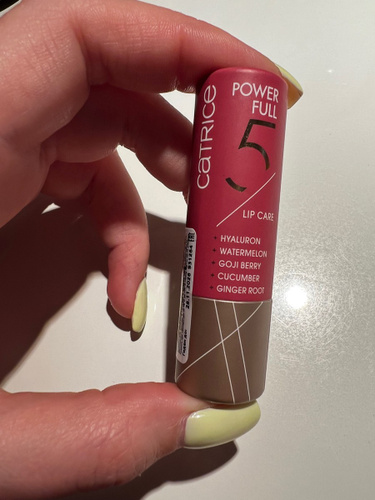 CATRICE
POWER
FULL
5
LIP CARE
• HYALURON
• WATERMELON
• GOJI BERRY
• CUCUMBER
• GINGER ROOT